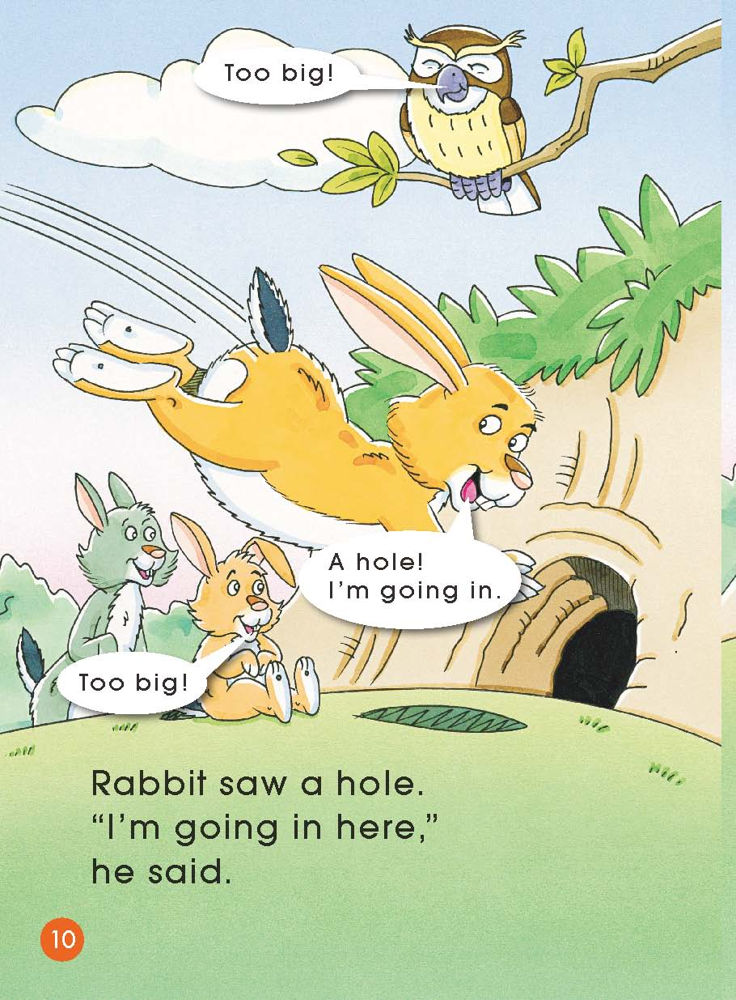 Too big!
A hole!
I'm going in.
Too big!
Rabbit saw a hole.
“I'm going in here,”
he said.
10